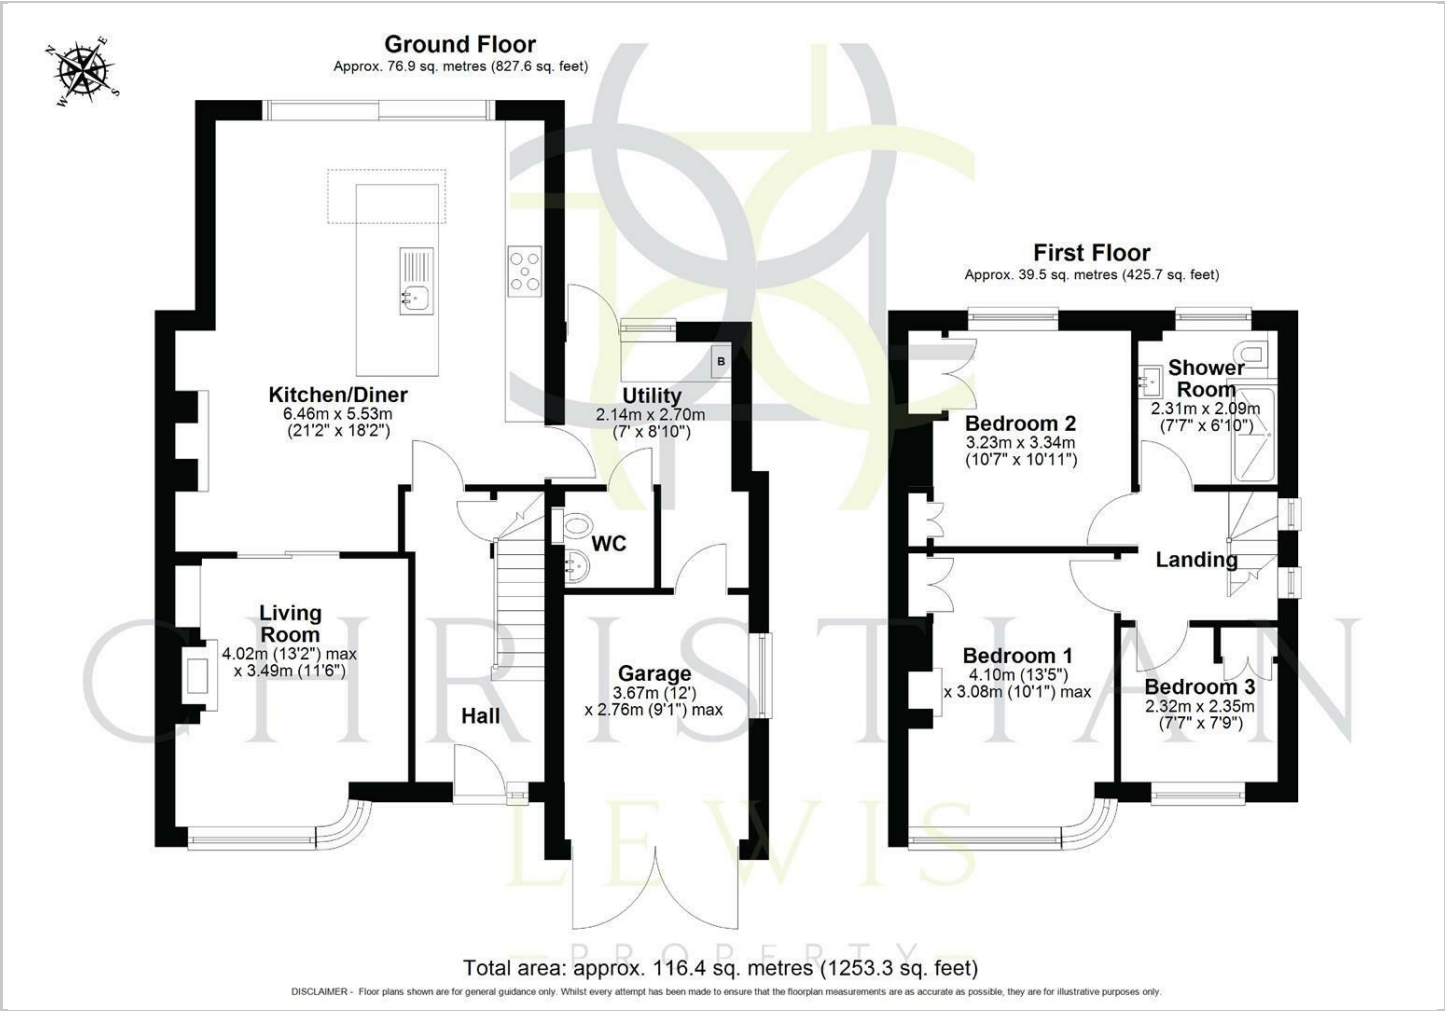 N
E
S
W
Ground Floor
Approx. 76.9 sq. metres (827.6 sq. feet)
Kitchen/Diner
6.46m x 5.53m
(21'2" x 18'2")
B
Utility
2.14m x 2.70m
(7' x 8'10")
WC
Living
Room
4.02m (13'2") max
x 3.49m (11'6")
Hall
Garage
3.67m (12')
x 2.76m (9'1") max
First Floor
Approx. 39.5 sq. metres (425.7 sq. feet)
Shower
Room
2.31m x 2.09m
(7'7" x 6'10")
Bedroom 2
3.23m x 3.34m
(10'7" x 10'11")
Landing
Bedroom 1
4.10m (13'5")
x 3.08m (10'1") max
Bedroom 3
2.32m x 2.35m
(7'7" x 7'9")
CHRISTIAN
LEWIS
PROPERTY
Total area: approx. 116.4 sq. metres (1253.3 sq. feet)
DISCLAIMER - Floor plans shown are for general guidance only. Whilst every attempt has been made to ensure that the floorplan measurements are as accurate as possible, they are for illustrative purposes only.